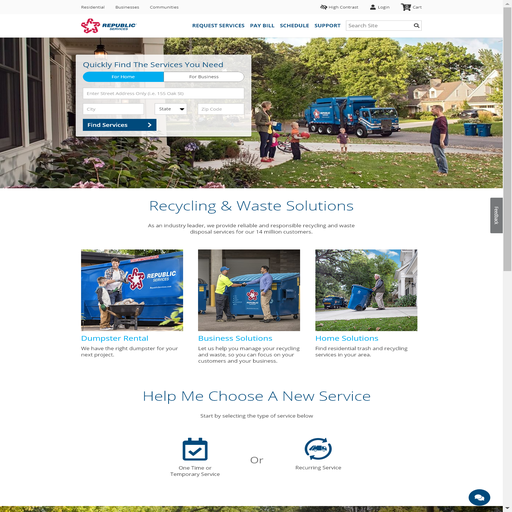 Residential Businesses Communities High Contrast Login Cart
REPUBLIC SERVICES REQUEST SERVICES PAY BILL SCHEDULE SUPPORT Search Site
Quickly Find The Services You Need
For Home For Business
Enter Street Address Only (i.e. 116 Oak St)
City State Zip Code
Find Services
Feedback
Recycling & Waste Solutions
As an industry leader, we provide reliable and responsible recycling and waste
disposal services for our 14 million customers.
REPUBLIC SERVICES
Dumpster Rental Business Solutions Home Solutions
We have the right dumpster for your
next project.
Let us help you manage your recycling
and waste, so you can focus on your
customers and your business.
Find residential trash and recycling
services in your area.
Help Me Choose A New Service
Start by selecting the type of service below
One Time or
Temporary Service
Or
Recurring Service